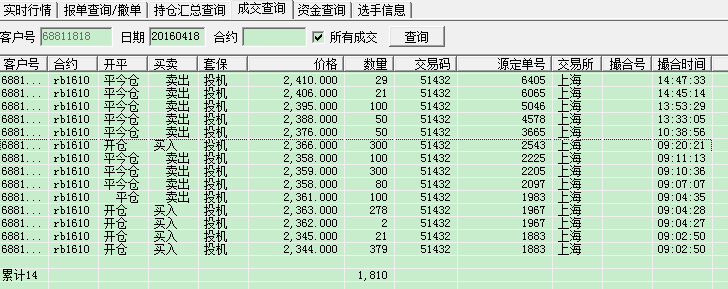 实时行情 报单查询/撤单 持仓汇总查询 成交查询 资金查询 选手信息
客户号 68811818 日期 20160418 合约 所有成交 查询
客户号 合约 开平 买卖 套保 价格 数量 交易码 源定单号 交易所 撮合号 撮合时间
6881... rb1610 平今仓 卖出 投机 2,410.000 29 51432 6405 上海 14:47:33
6881... rb1610 平今仓 卖出 投机 2,406.000 21 51432 6065 上海 14:45:14
6881... rb1610 平今仓 卖出 投机 2,395.000 100 51432 5046 上海 13:53:29
6881... rb1610 平今仓 卖出 投机 2,388.000 50 51432 4578 上海 13:33:05
6881... rb1610 平今仓 卖出 投机 2,376.000 50 51432 3665 上海 10:38:56
6881... rb1610 开仓 买入 投机 2,366.000 300 51432 2543 上海 09:20:21
6881... rb1610 平今仓 卖出 投机 2,358.000 100 51432 2225 上海 09:11:13
6881... rb1610 平今仓 卖出 投机 2,359.000 300 51432 2205 上海 09:10:36
6881... rb1610 平今仓 卖出 投机 2,358.000 80 51432 2097 上海 09:07:07
6881... rb1610 平仓 卖出 投机 2,361.000 100 51432 1983 上海 09:04:35
6881... rb1610 开仓 买入 投机 2,363.000 278 51432 1967 上海 09:04:28
6881... rb1610 开仓 买入 投机 2,362.000 2 51432 1967 上海 09:04:27
6881... rb1610 开仓 买入 投机 2,345.000 21 51432 1883 上海 09:02:50
6881... rb1610 开仓 买入 投机 2,344.000 379 51432 1883 上海 09:02:50
累计14 1,810